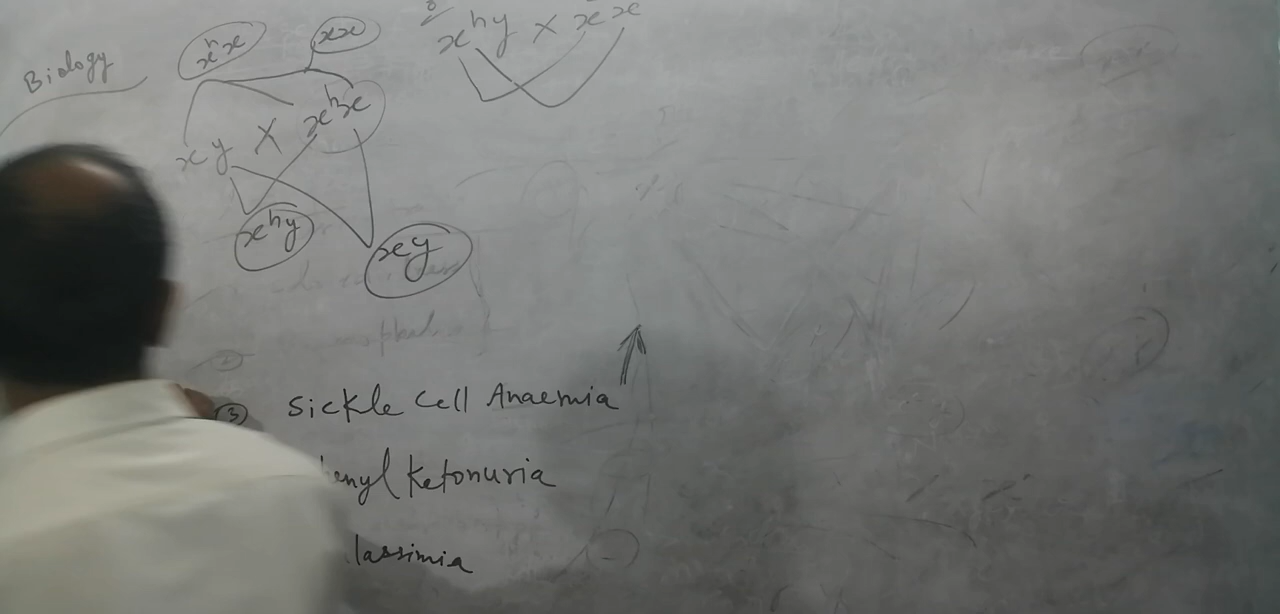 Biology
xʰx
xx
xʰy × xx
xy × xʰx
xʰy
xy
③ Sickle Cell Anaemia
henyl Ketonuria
lassimia